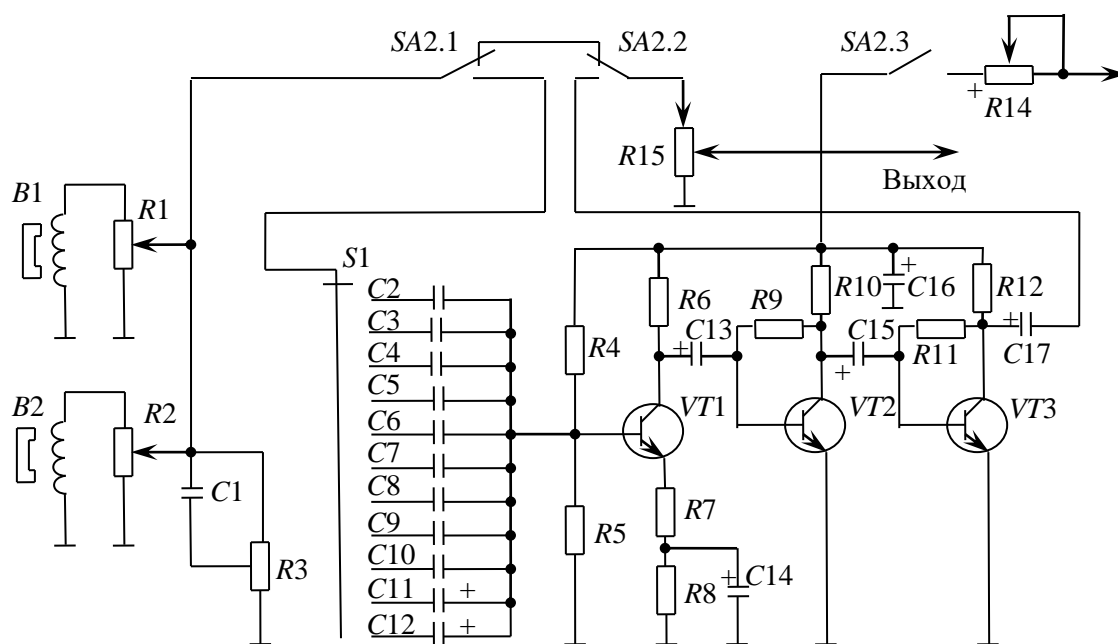 SA2.1
SA2.2
SA2.3
+
R14
R15
Выход
B1
R1
S1
C2
C3
C4
C5
C6
C7
C8
C9
C10
C11 +
C12 +
R4
R5
R6
C13
+
R9
R10
+
C16
C15
+
R12
+
R11
C17
VT1
VT2
VT3
B2
R2
C1
R3
R7
R8
+
C14